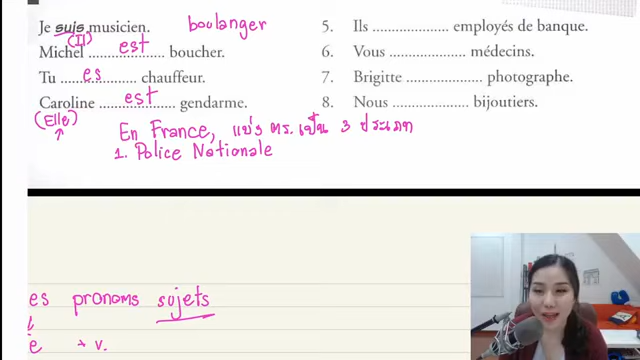 Je suis musicien. boulanger
(Il)
Michel est boucher.
Tu es chauffeur.
Caroline est gendarme.
(Elle)
5. Ils .................... employés de banque.
6. Vous .................... médecins.
7. Brigitte .................... photographe.
8. Nous .................... bijoutiers.
En France, แบ่ง ตร. เป็น 3 ประเภท
1. Police Nationale
es pronoms sujets
e + v.